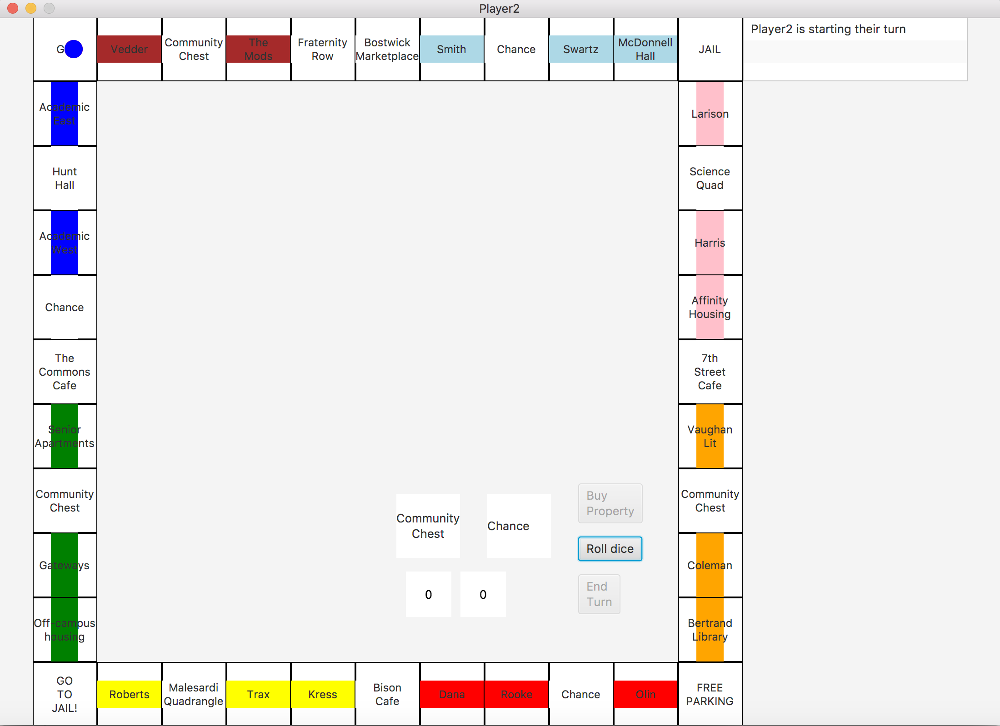 Player2
G
Vedder
Community
Chest
The
Mods
Fraternity
Row
Bostwick
Marketplace
Smith
Chance
Swartz
McDonnell
Hall
JAIL
Player2 is starting their turn
Academic
East
Larison
Hunt
Hall
Science
Quad
Academic
West
Harris
Chance
Affinity
Housing
The
Commons
Cafe
7th
Street
Cafe
Senior
Apartments
Vaughan
Lit
Community
Chest
Community
Chest
Chance
Buy
Property
Community
Chest
Roll dice
Gateways
Coleman
0
0
End
Turn
Off-campus
housing
Bertrand
Library
GO
TO
JAIL!
Roberts
Malesardi
Quadrangle
Trax
Kress
Bison
Cafe
Dana
Rooke
Chance
Olin
FREE
PARKING